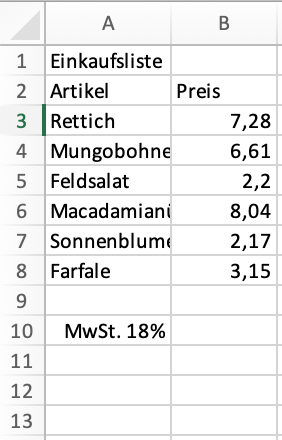 A B
1 Einkaufsliste
2 Artikel Preis
3 Rettich 7,28
4 Mungobohne 6,61
5 Feldsalat 2,2
6 Macadamianü 8,04
7 Sonnenblume 2,17
8 Farfale 3,15
9
10 MwSt. 18%
11
12
13